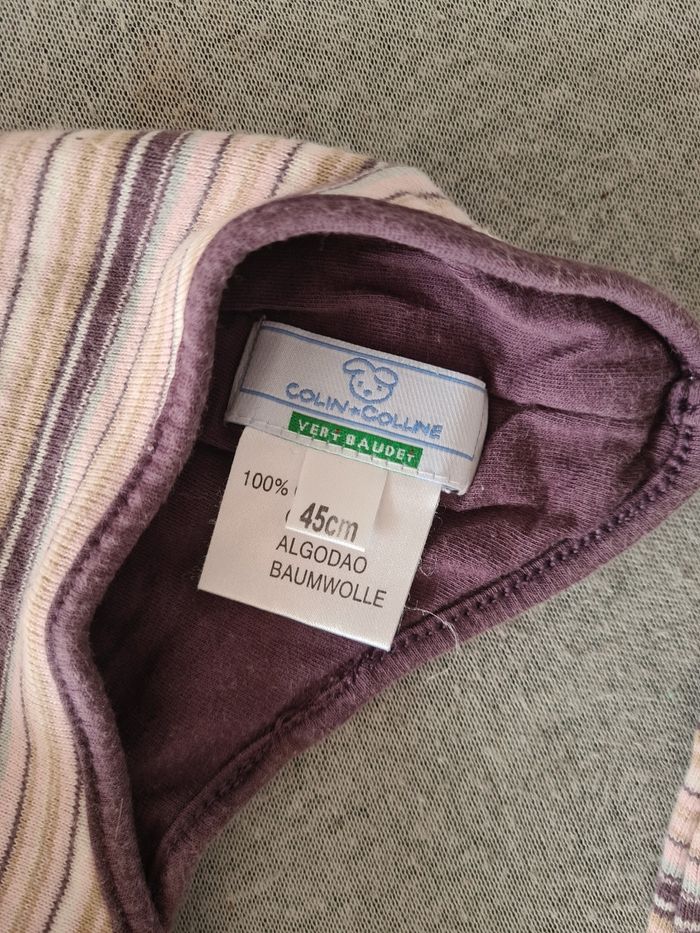 COLIN+COLLINE
VERTBAUDET
100%
45cm
ALGODAO
BAUMWOLLE